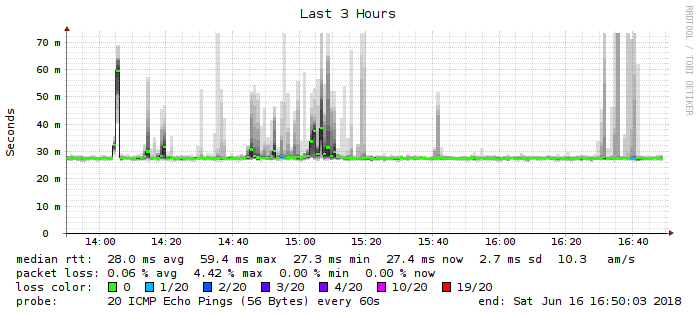 Last 3 Hours
RRDTOOL / TOBI OETIKER
Seconds
70 m
60 m
50 m
40 m
30 m
20 m
10 m
0
14:00 14:20 14:40 15:00 15:20 15:40 16:00 16:20 16:40
median rtt: 28.0 ms avg 59.4 ms max 27.3 ms min 27.4 ms now 2.7 ms sd 10.3 am/s
packet loss: 0.06 % avg 4.42 % max 0.00 % min 0.00 % now
loss color: 0 1/20 2/20 3/20 4/20 10/20 19/20
probe: 20 ICMP Echo Pings (56 Bytes) every 60s end: Sat Jun 16 16:50:03 2018